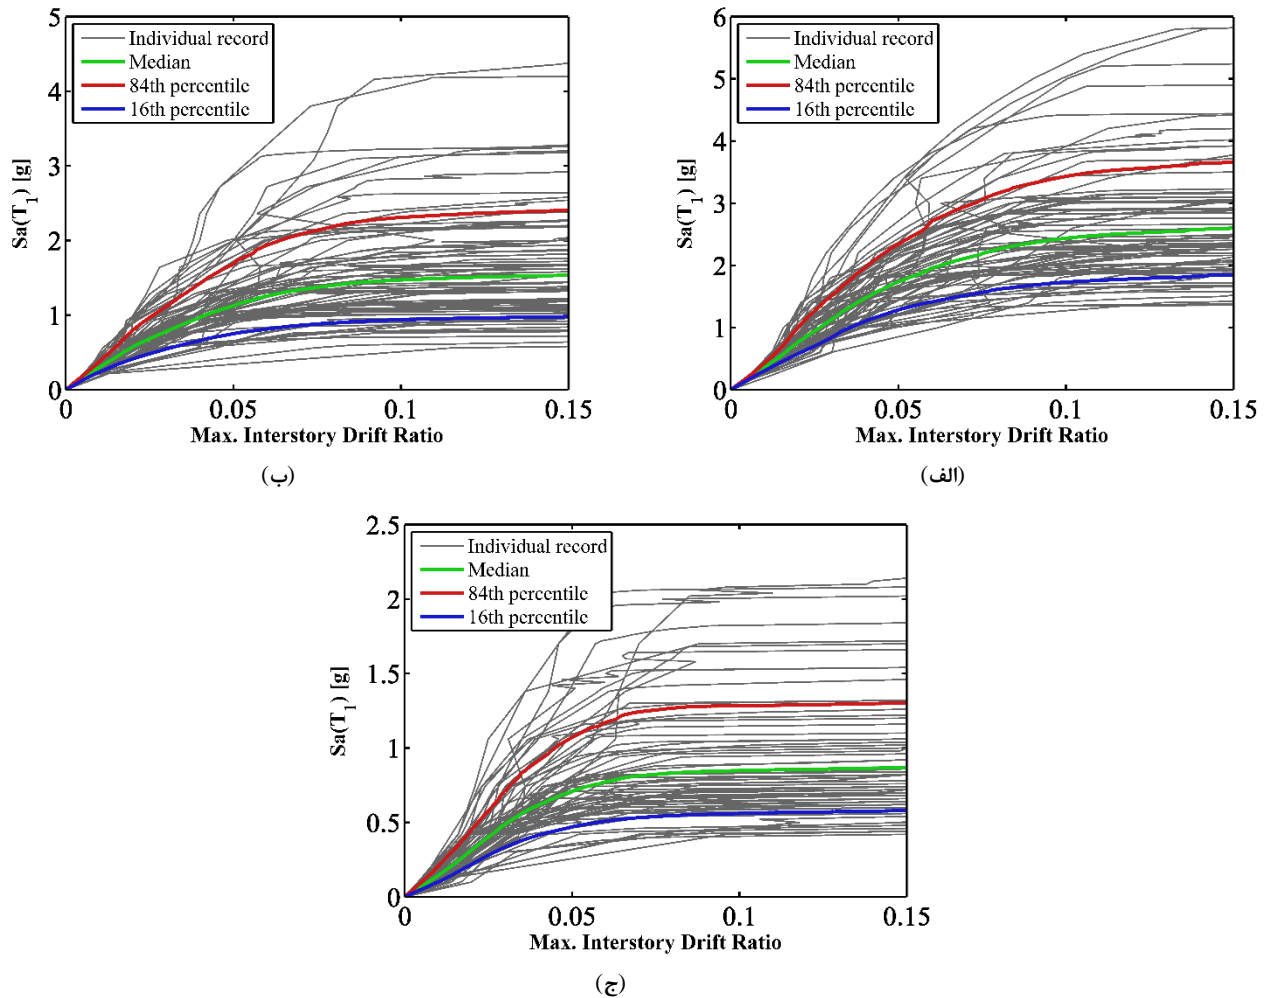 5
4
3
2
1
0
Sa(T1) [g]
Individual record
Median
84th percentile
16th percentile
0 0.05 0.1 0.15
Max. Interstory Drift Ratio
(ب)
6
5
4
3
2
1
0
Sa(T1) [g]
Individual record
Median
84th percentile
16th percentile
0 0.05 0.1 0.15
Max. Interstory Drift Ratio
(الف)
2.5
2
1.5
1
0.5
0
Sa(T1) [g]
Individual record
Median
84th percentile
16th percentile
0 0.05 0.1 0.15
Max. Interstory Drift Ratio
(ج)